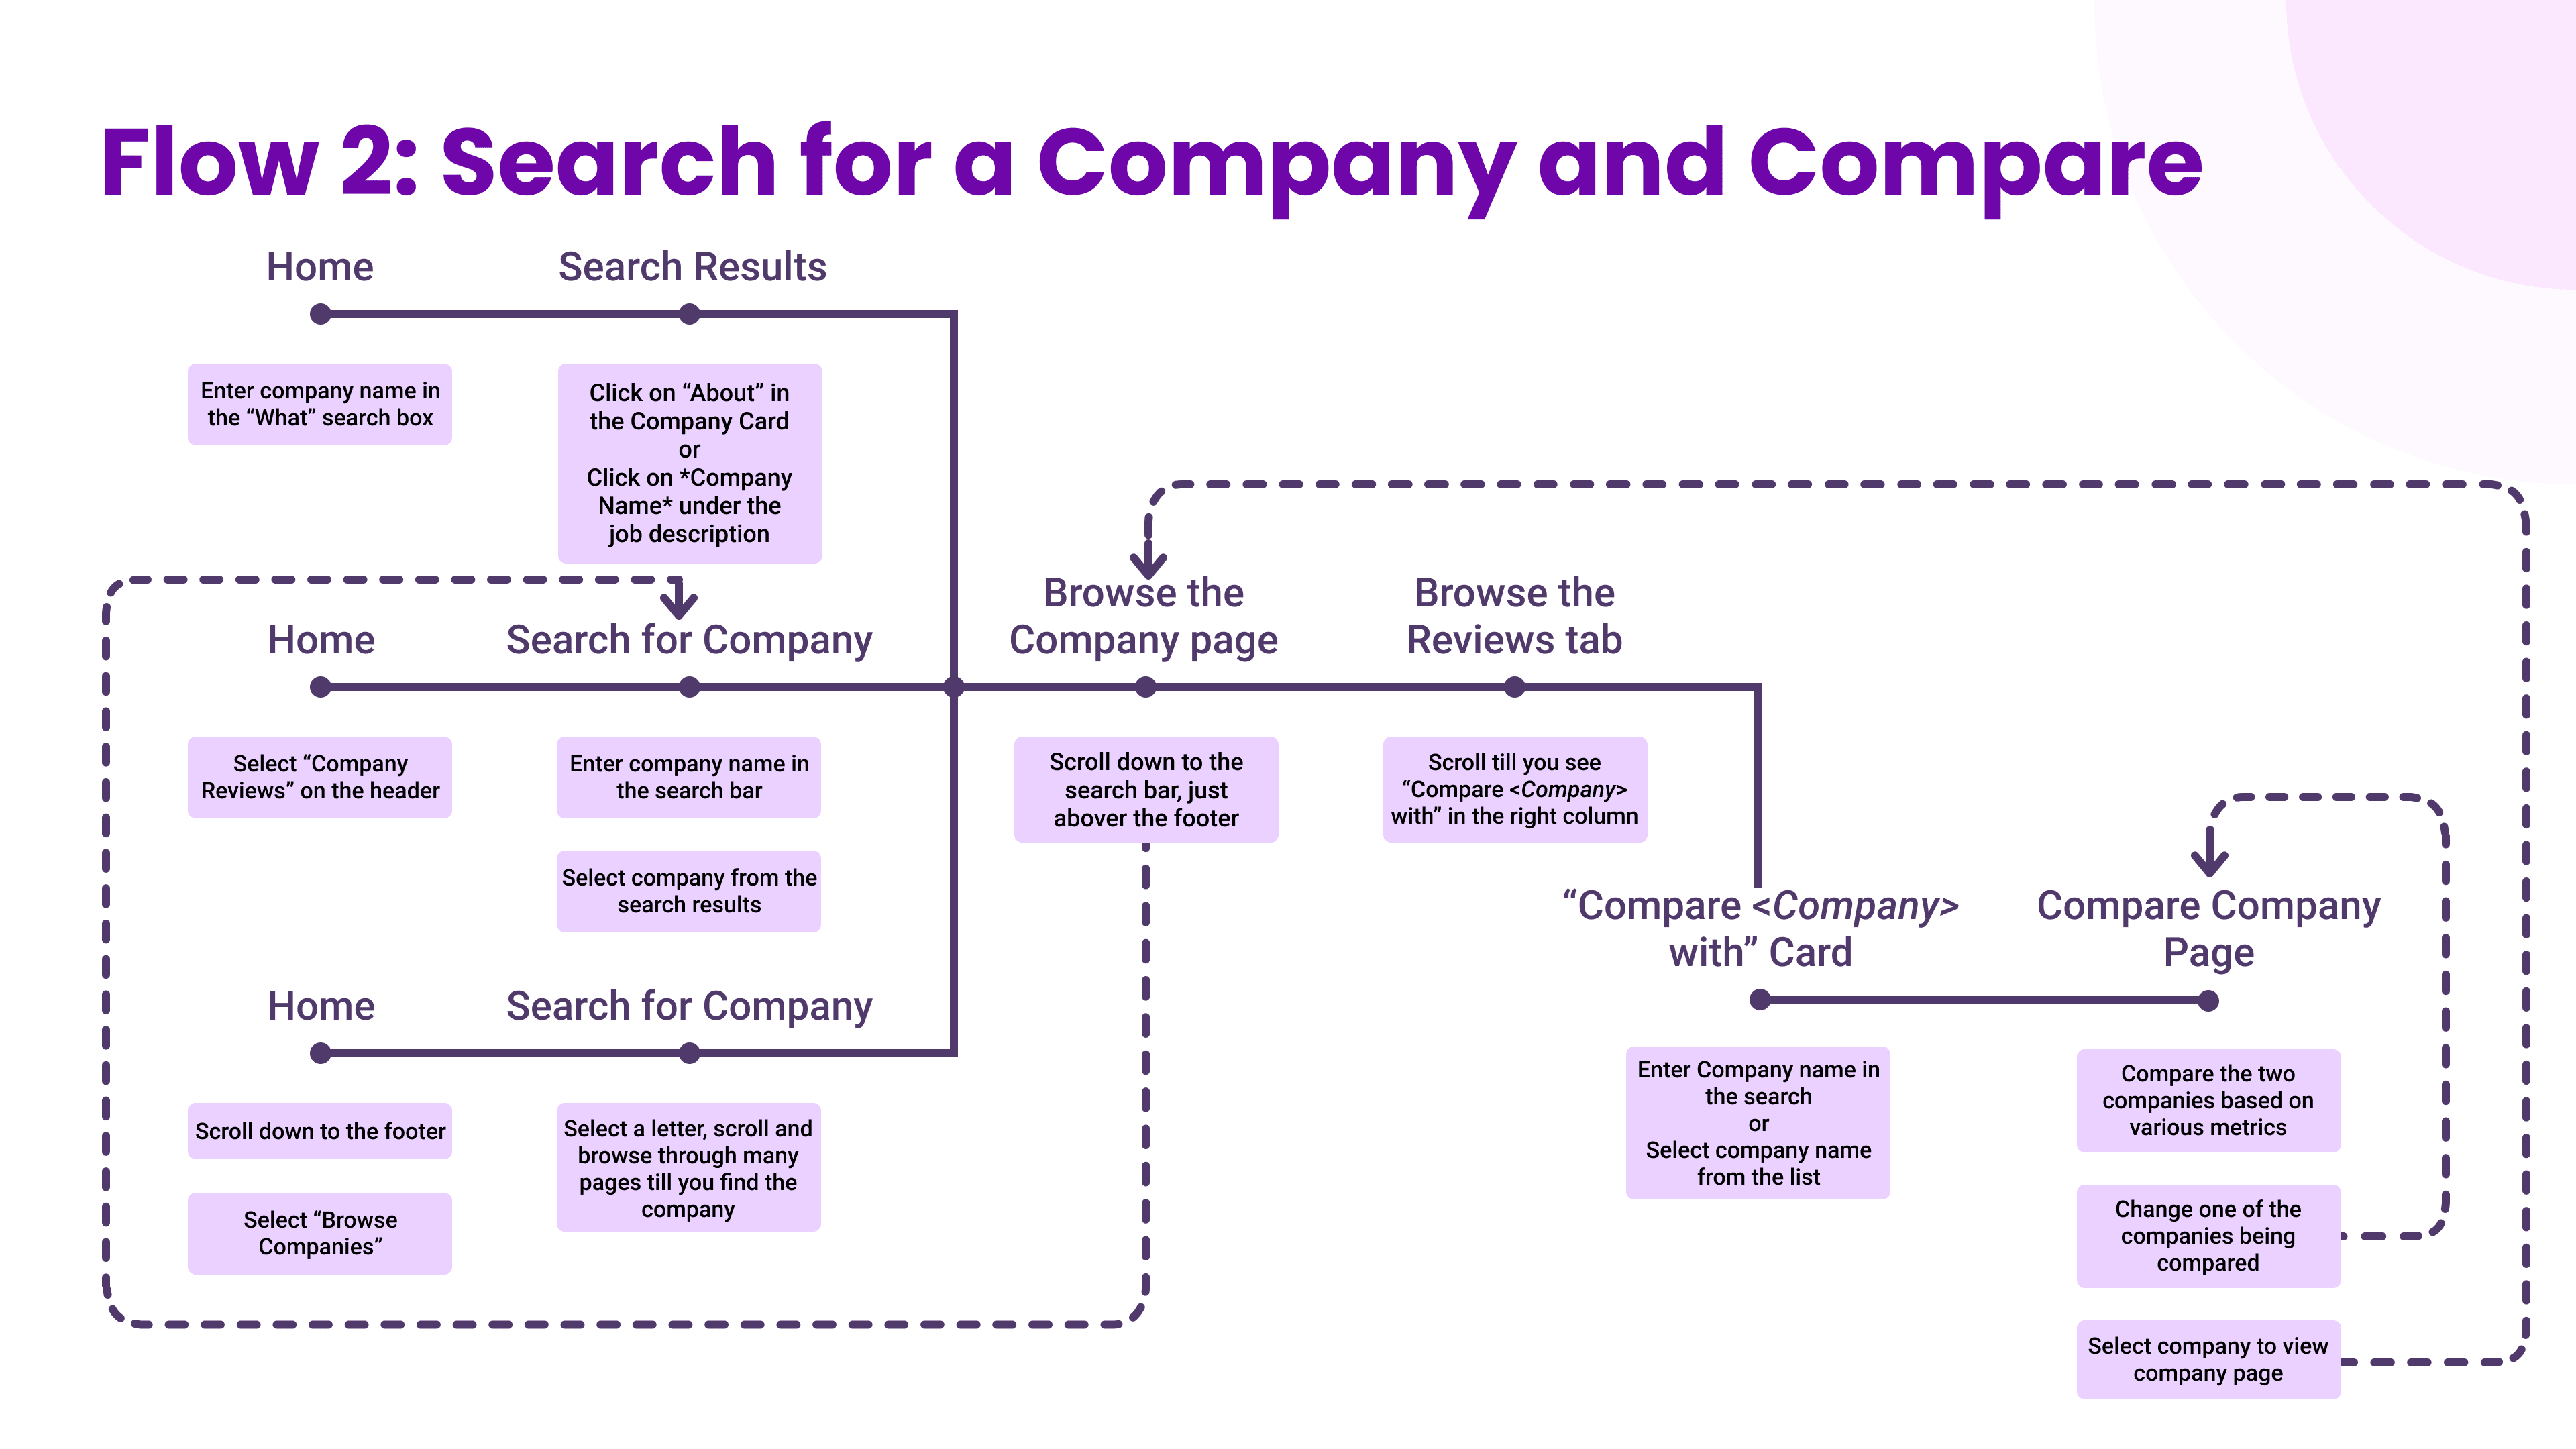 Flow 2: Search for a Company and Compare
Home
Search Results
Enter company name in
the “What” search box
Click on “About” in
the Company Card
or
Click on *Company
Name* under the
job description
Home
Search for Company
Browse the
Company page
Browse the
Reviews tab
Select “Company
Reviews” on the header
Enter company name in
the search bar
Select company from the
search results
Scroll down to the
search bar, just
abover the footer
Scroll till you see
“Compare <Company>
with” in the right column
“Compare <Company>
with” Card
Compare Company
Page
Home
Search for Company
Scroll down to the footer
Select “Browse
Companies”
Select a letter, scroll and
browse through many
pages till you find the
company
Enter Company name in
the search
or
Select company name
from the list
Compare the two
companies based on
various metrics
Change one of the
companies being
compared
Select company to view
company page